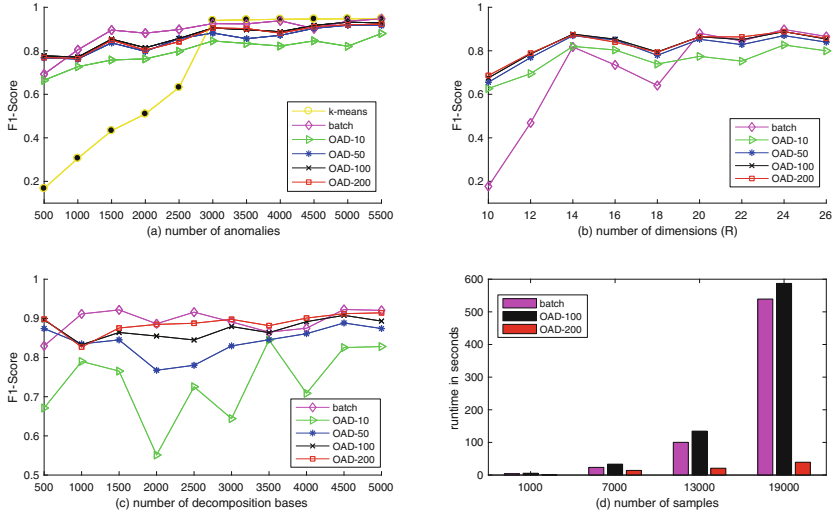 1
0.8
0.6
0.4
0.2
F1-Score
k-means
batch
OAD-10
OAD-50
OAD-100
OAD-200
500 1000 1500 2000 2500 3000 3500 4000 4500 5000 5500
(a) number of anomalies
1
0.8
0.6
0.4
0.2
F1-Score
batch
OAD-10
OAD-50
OAD-100
OAD-200
10 12 14 16 18 20 22 24 26
(b) number of dimensions (R)
1
0.9
0.8
0.7
0.6
0.5
F1-Score
batch
OAD-10
OAD-50
OAD-100
OAD-200
500 1000 1500 2000 2500 3000 3500 4000 4500 5000
(c) number of decomposition bases
600
500
400
300
200
100
0
runtime in seconds
batch
OAD-100
OAD-200
1000 7000 13000 19000
(d) number of samples